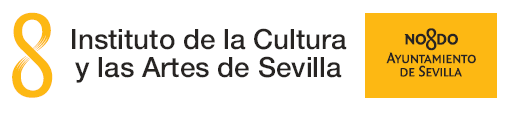 Instituto de la Cultura
y las Artes de Sevilla
NO8DO
AYUNTAMIENTO
DE SEVILLA